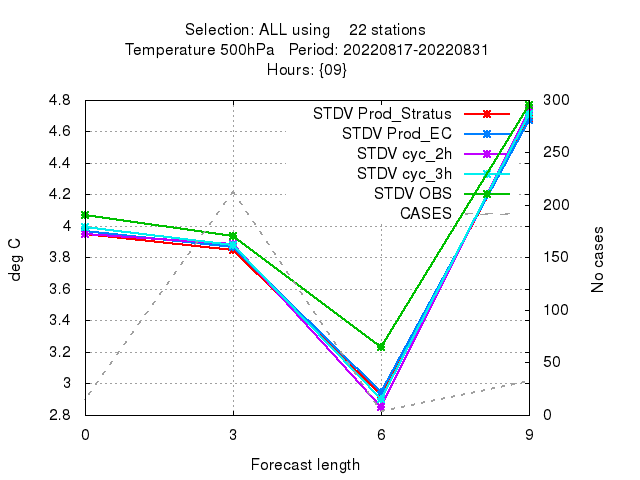 Selection: ALL using 22 stations
Temperature 500hPa Period: 20220817-20220831
Hours: {09}
STDV Prod_Stratus
STDV Prod_EC
STDV cyc_2h
STDV cyc_3h
STDV OBS
CASES
4.8
4.6
4.4
4.2
4
3.8
3.6
3.4
3.2
3
2.8
deg C
300
250
200
150
100
50
0
No cases
0 3 6 9
Forecast length